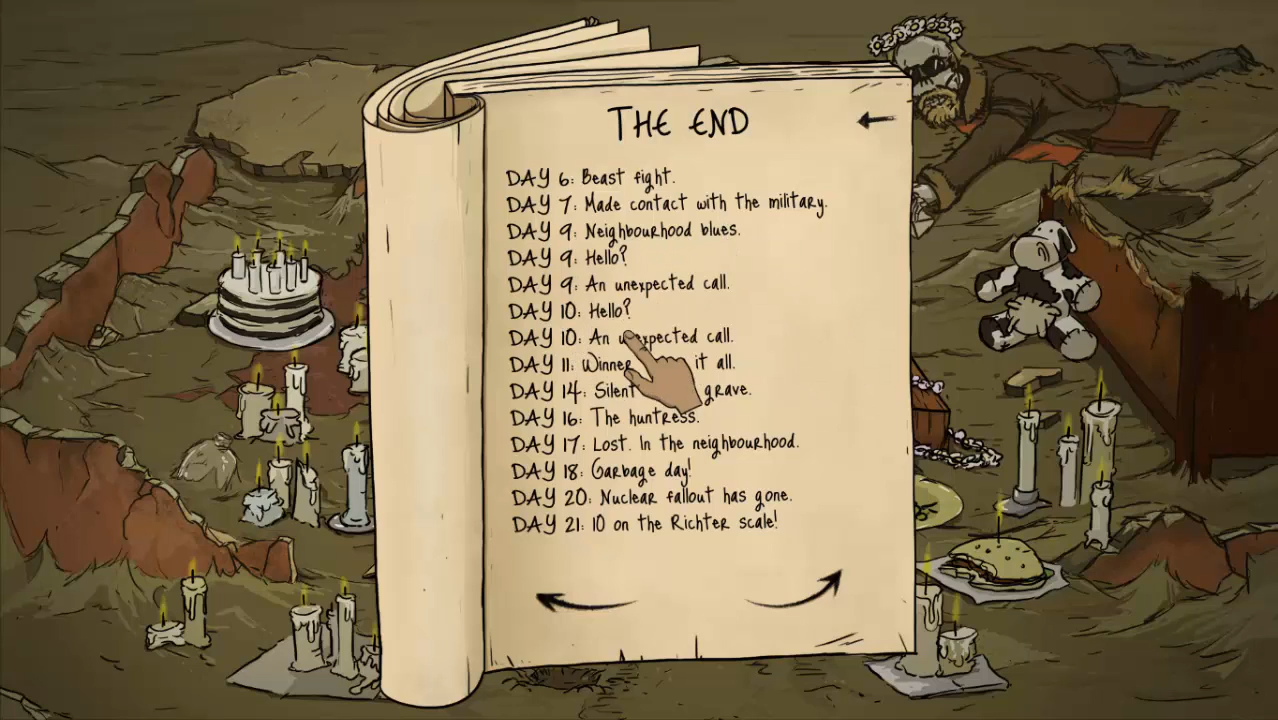 THE END
DAY 6: Beast fight.
DAY 7: Made contact with the military.
DAY 9: Neighbourhood blues.
DAY 9: Hello?
DAY 9: An unexpected call.
DAY 10: Hello?
DAY 10: An unexpected call.
DAY 11: Winner it all.
DAY 14: Silent grave.
DAY 16: The huntress.
DAY 17: Lost. In the neighbourhood.
DAY 18: Garbage day!
DAY 20: Nuclear fallout has gone.
DAY 21: 10 on the Richter scale!